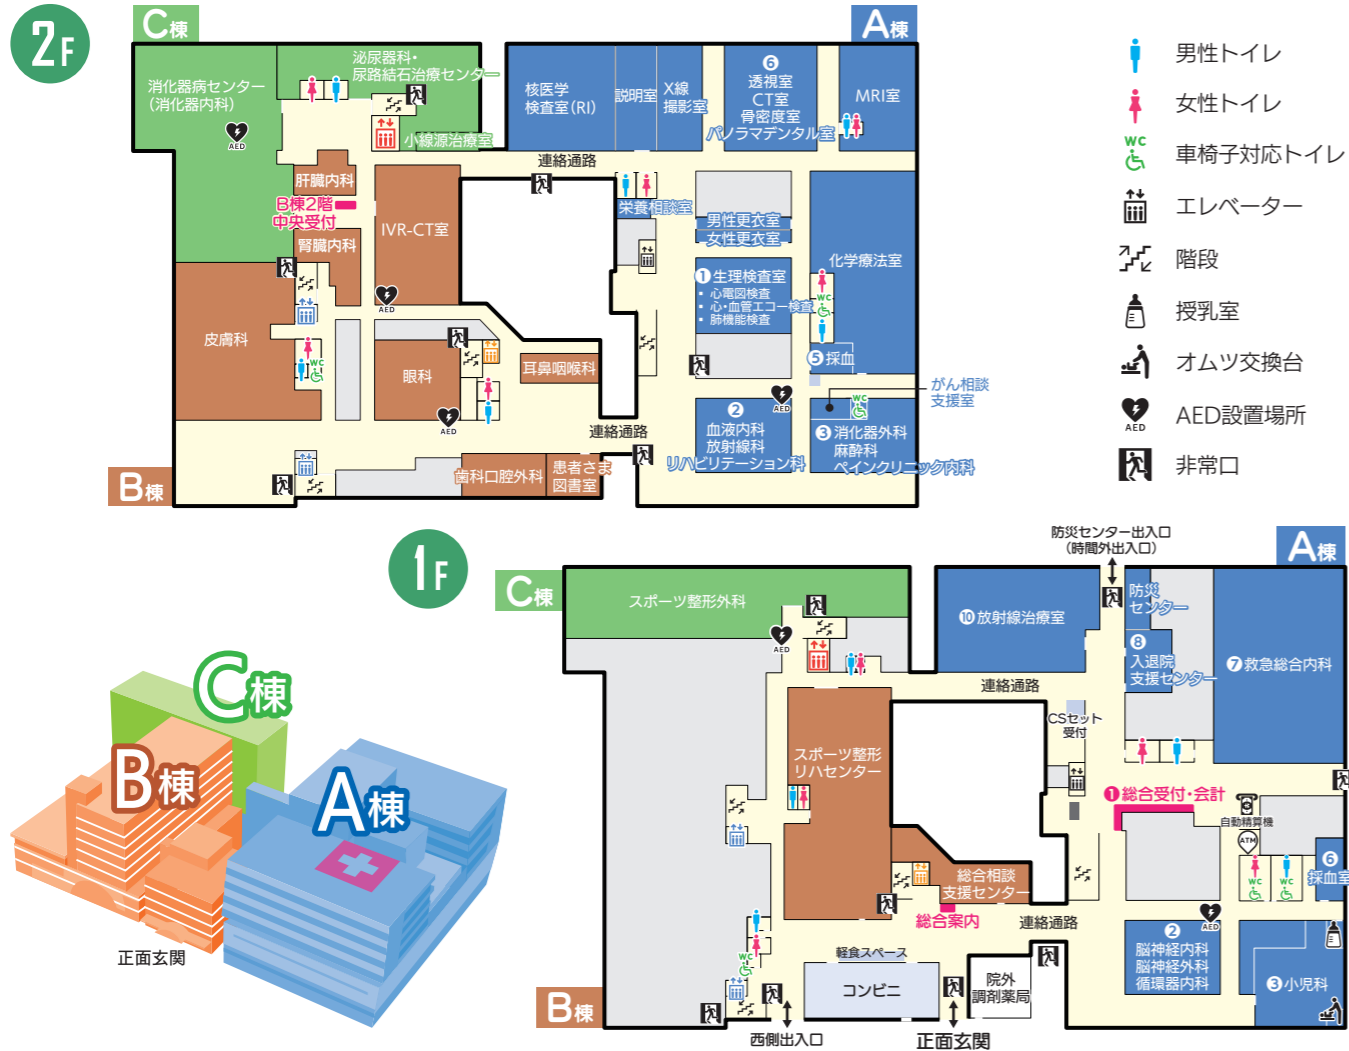 2F
C棟
A棟
消化器病センター
（消化器内科）
AED
泌尿器科・
尿路結石治療センター
小線源治療室
核医学
検査室(RI)
説明室
X線
撮影室
❻
透視室
CT室
骨密度室
パノラマデンタル室
MRI室
連絡通路
肝臓内科
B棟2階
中央受付
腎臓内科
IVR-CT室
AED
栄養相談室
男性更衣室
女性更衣室
❶生理検査室
・心電図検査
・心・血管エコー検査
・肺機能検査
化学療法室
WC
❺採血
皮膚科
WC
眼科
AED
耳鼻咽喉科
連絡通路
AED
❷
血液内科
放射線科
リハビリテーション科
WC
がん相談
支援室
❸消化器外科
麻酔科
ペインクリニック内科
歯科口腔外科
患者さま
図書室
B棟
男性トイレ
女性トイレ
WC
車椅子対応トイレ
エレベーター
階段
授乳室
オムツ交換台
AED
AED設置場所
非常口
1F
C棟
A棟
防災センター出入口
（時間外出入口）
スポーツ整形外科
AED
❿放射線治療室
防災
センター
❽
入退院
支援センター
❼救急総合内科
連絡通路
CSセット
受付
スポーツ整形
リハセンター
❶総合受付・会計
自動精算機
ATM
WC
WC
❻
採血室
総合相談
支援センター
総合案内
連絡通路
AED
❷
脳神経内科
脳神経外科
循環器内科
❸小児科
WC
軽食スペース
コンビニ
院外
調剤薬局
B棟
西側出入口
正面玄関
C棟
B棟
A棟
正面玄関